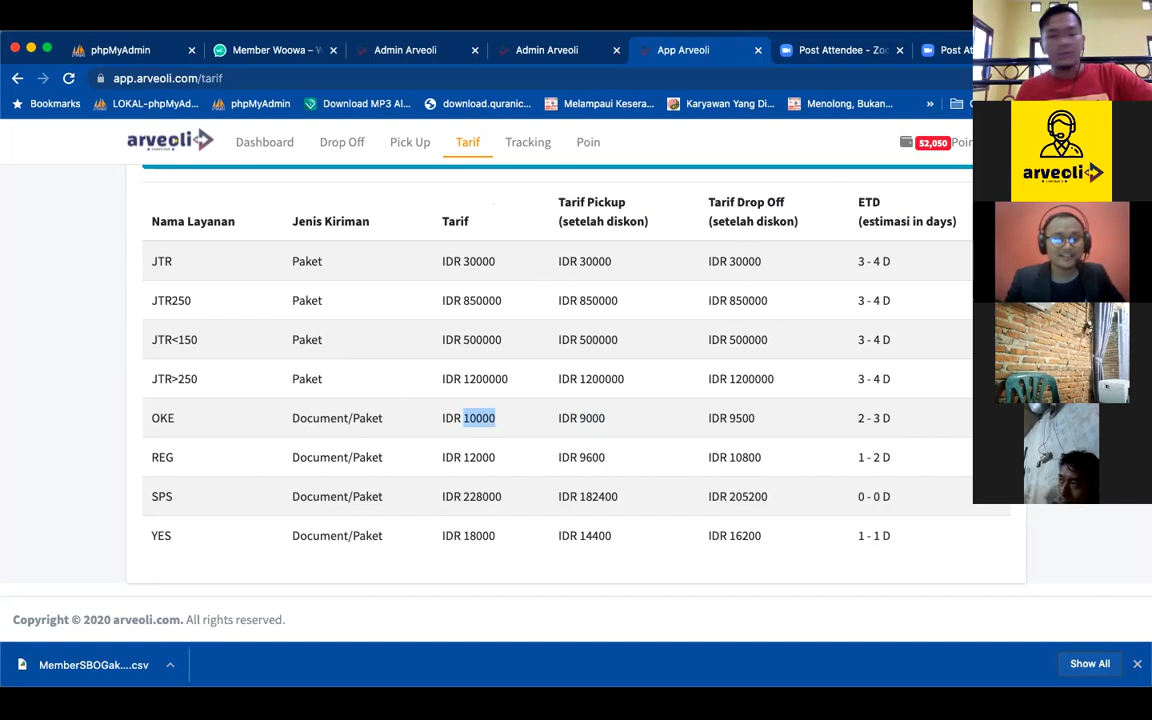 phpMyAdmin
Member Woowa – W
Admin Arveoli
Admin Arveoli
App Arveoli
Post Attendee - Zoo
Post At
app.arveoli.com/tarif
Bookmarks
LOKAL-phpMyAd...
phpMyAdmin
Download MP3 Al...
download.quranic...
Melampaui Kesera...
Karyawan Yang Di...
Menolong, Bukan...
»
arveoli
Dashboard
Drop Off
Pick Up
Tarif
Tracking
Poin
52,050 Poin
Nama Layanan Jenis Kiriman Tarif Tarif Pickup (setelah diskon) Tarif Drop Off (setelah diskon) ETD (estimasi in days)
JTR Paket IDR 30000 IDR 30000 IDR 30000 3 - 4 D
JTR250 Paket IDR 850000 IDR 850000 IDR 850000 3 - 4 D
JTR<150 Paket IDR 500000 IDR 500000 IDR 500000 3 - 4 D
JTR>250 Paket IDR 1200000 IDR 1200000 IDR 1200000 3 - 4 D
OKE Document/Paket IDR 10000 IDR 9000 IDR 9500 2 - 3 D
REG Document/Paket IDR 12000 IDR 9600 IDR 10800 1 - 2 D
SPS Document/Paket IDR 228000 IDR 182400 IDR 205200 0 - 0 D
YES Document/Paket IDR 18000 IDR 14400 IDR 16200 1 - 1 D
Copyright © 2020 arveoli.com. All rights reserved.
MemberSBOGak....csv
Show All
arveoli